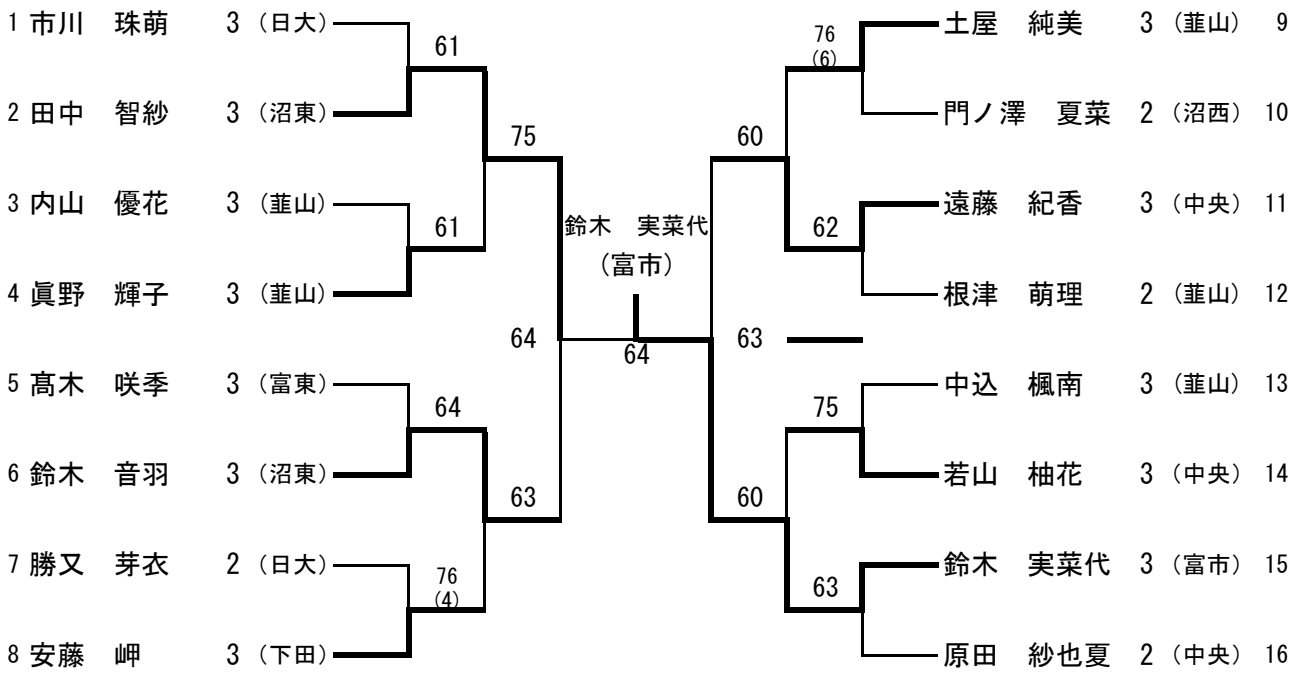 1 市川　珠萌 3 （日大）
61
2 田中　智紗 3 （沼東）
75
3 内山　優花 3 （韮山）
61
4 眞野　輝子 3 （韮山）
64
5 髙木　咲季 3 （富東）
64
6 鈴木　音羽 3 （沼東）
63
7 勝又　芽衣 2 （日大）
76
(4)
8 安藤　岬 3 （下田）
鈴木　実菜代
（富市）
64
土屋　純美 3 （韮山） 9
76
(6)
門ノ澤　夏菜 2 （沼西） 10
60
遠藤　紀香 3 （中央） 11
62
根津　萌理 2 （韮山） 12
63
中込　楓南 3 （韮山） 13
75
若山　柚花 3 （中央） 14
60
鈴木　実菜代 3 （富市） 15
63
原田　紗也夏 2 （中央） 16